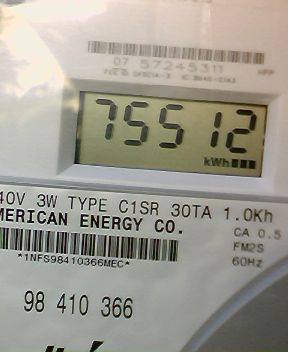 07 57245311
75512
kWh
40V 3W TYPE C1SR 30TA 1.0Kh
MERICAN ENERGY CO.
CA 0.5
FM2S
*1NFS98410366MEC*
60Hz
98 410 366